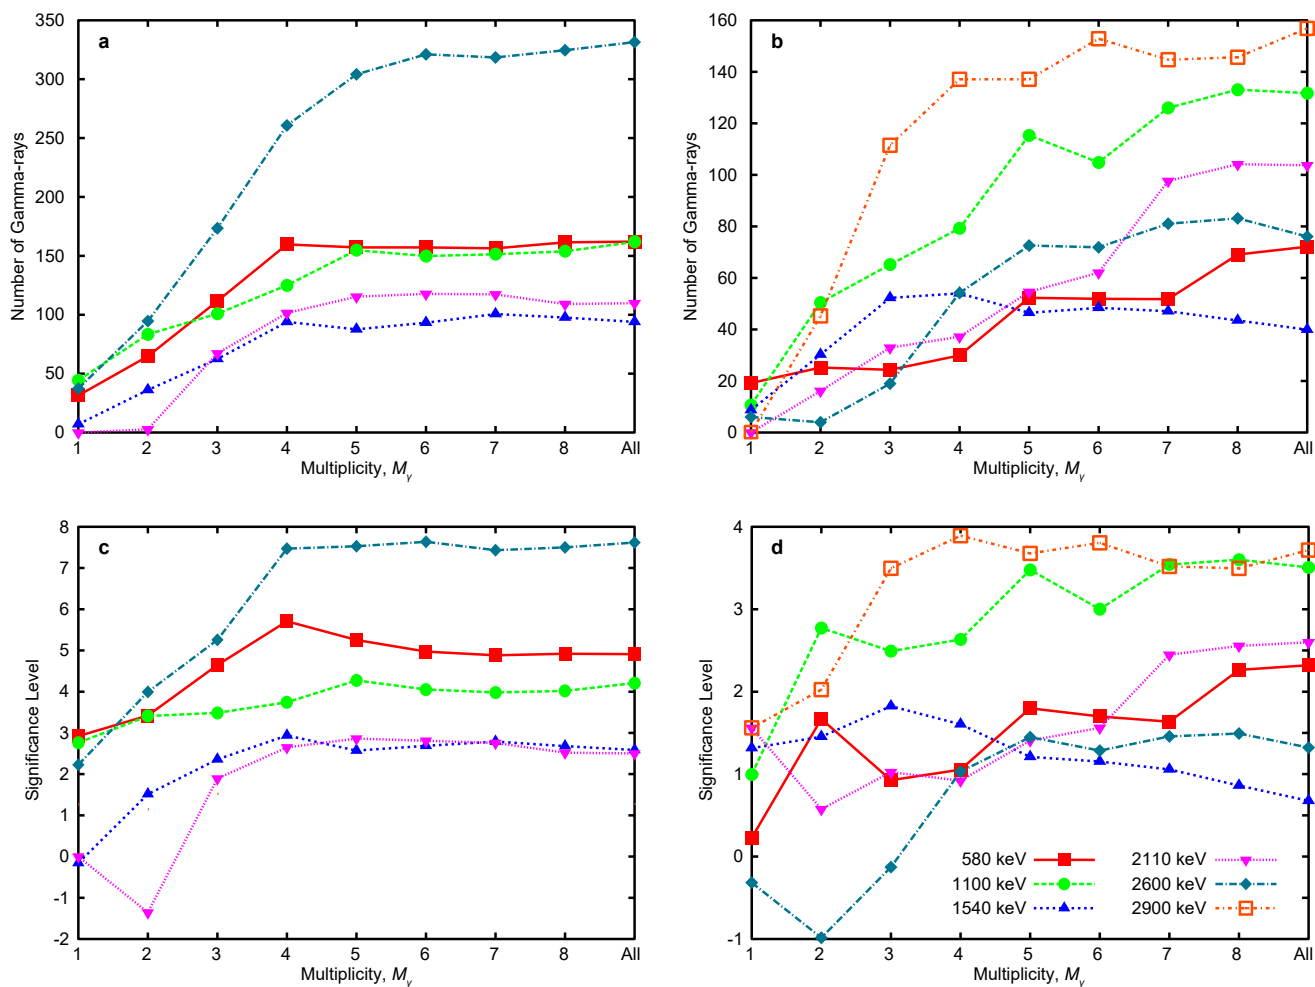 350
300
250
200
150
100
50
0
Number of Gamma-rays
a
1 2 3 4 5 6 7 8 All
Multiplicity, Mγ
160
140
120
100
80
60
40
20
0
Number of Gamma-rays
b
1 2 3 4 5 6 7 8 All
Multiplicity, Mγ
8
7
6
5
4
3
2
1
0
-1
-2
Significance Level
c
1 2 3 4 5 6 7 8 All
Multiplicity, Mγ
4
3
2
1
0
-1
Significance Level
d
580 keV 2110 keV
1100 keV 2600 keV
1540 keV 2900 keV
1 2 3 4 5 6 7 8 All
Multiplicity, Mγ